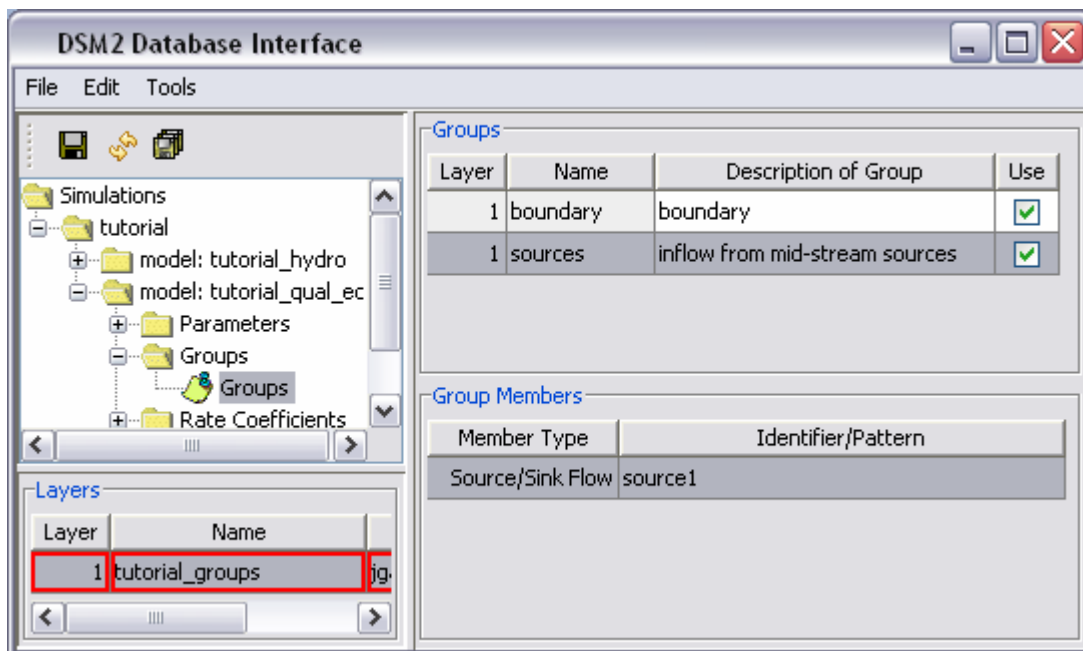 DSM2 Database Interface
File Edit Tools
Simulations
tutorial
model: tutorial_hydro
model: tutorial_qual_ec
Parameters
Groups
Groups
Rate Coefficients
Layers
Layer Name
1 tutorial_groups
Groups
Layer Name Description of Group Use
1 boundary boundary
1 sources inflow from mid-stream sources
Group Members
Member Type Identifier/Pattern
Source/Sink Flow source1